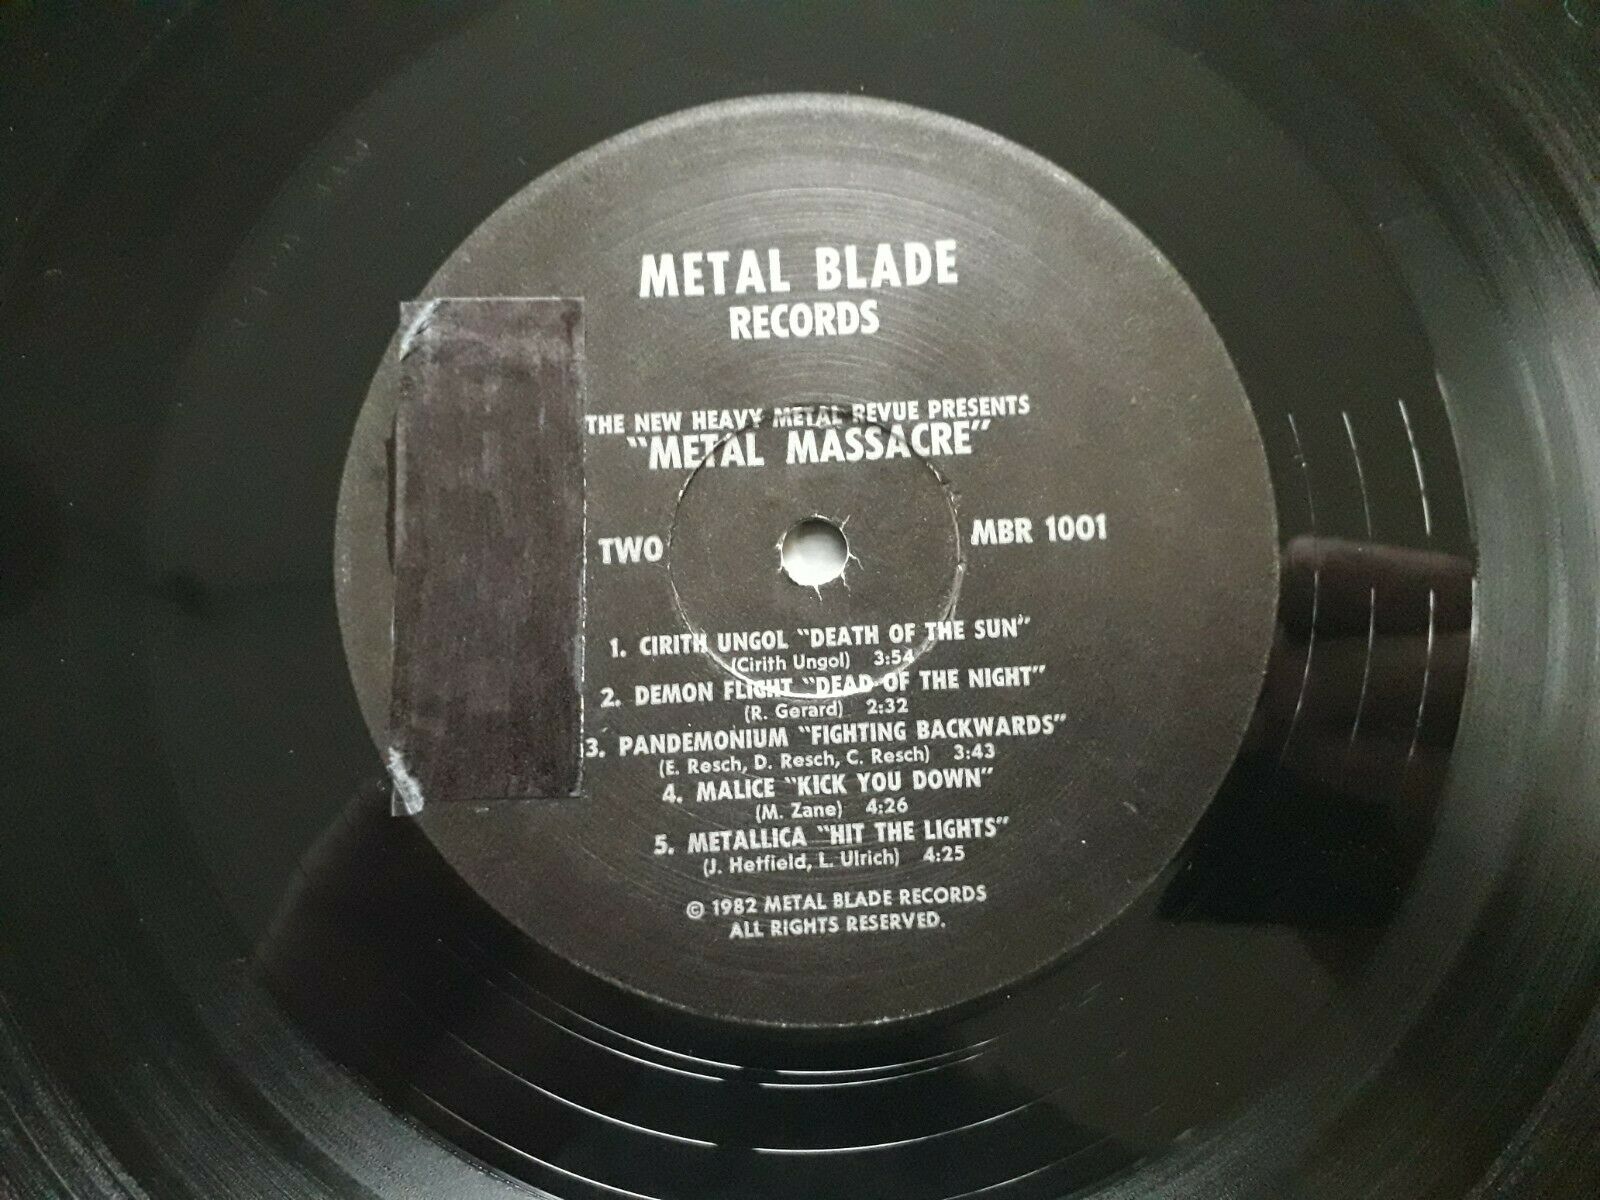 METAL BLADE
RECORDS
THE NEW HEAVY METAL REVUE PRESENTS
"METAL MASSACRE"
TWO MBR 1001
1. CIRITH UNGOL "DEATH OF THE SUN"
(Cirith Ungol) 3:54
2. DEMON FLIGHT "DEAD OF THE NIGHT"
(R. Gerard) 2:32
3. PANDEMONIUM "FIGHTING BACKWARDS"
(E. Resch, D. Resch, C. Resch) 3:43
4. MALICE "KICK YOU DOWN"
(M. Zane) 4:26
5. METALLICA "HIT THE LIGHTS"
(J. Hetfield, L. Ulrich) 4:25
© 1982 METAL BLADE RECORDS
ALL RIGHTS RESERVED.